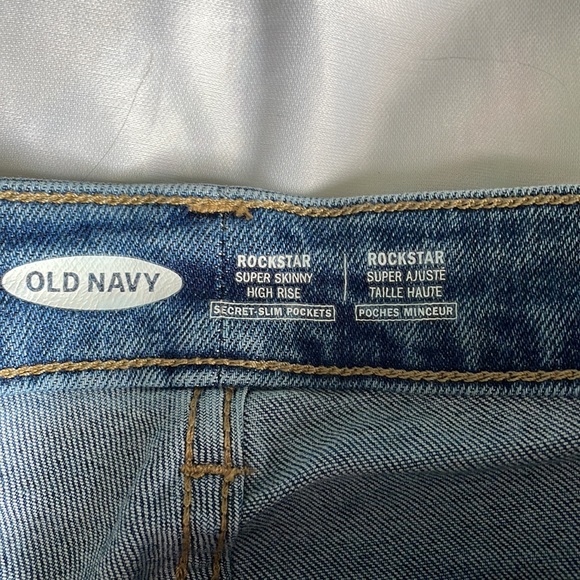 OLD NAVY
ROCKSTAR
SUPER SKINNY
HIGH RISE
SECRET-SLIM POCKETS
ROCKSTAR
SUPER AJUSTÉ
TAILLE HAUTE
POCHES MINCEUR